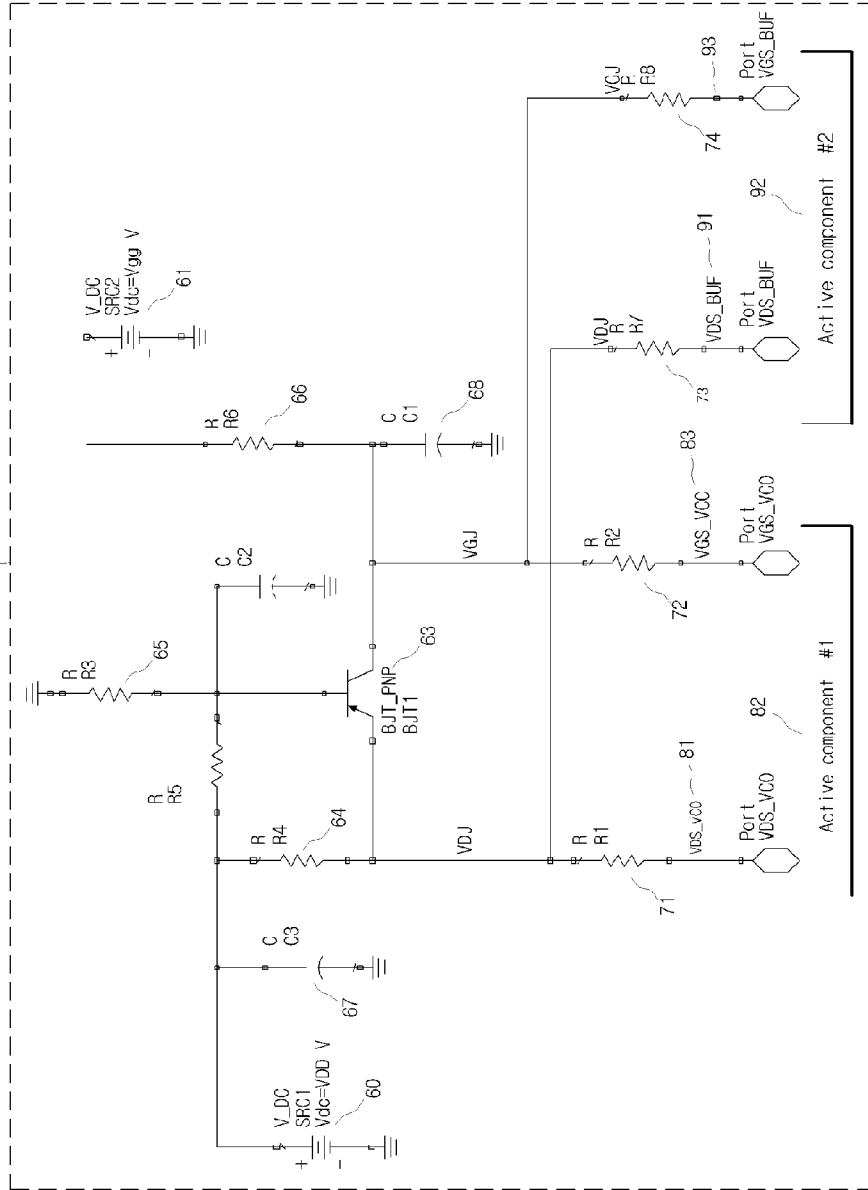 V_DC
SRC1
Vdc=VDD V
+
-
60
C
C3
67
R
R4
64
R
R5
R
R3
65
C
C2
BJT_PNP
BJT1
63
R
R6
66
C
C1
68
V_DC
SRC2
Vdc=Vgg V
+
-
61
VDJ
VGJ
R
R1
71
VDS_VCO
81
Port
VDS_VCO
R
R2
72
VGS_VCC
83
Port
VGS_VCO
82
Active component #1
VDJ
R
R/
73
VDS_BUF
91
Port
VDS_BUF
VGJ
R
R8
74
93
Port
VGS_BUF
92
Active component #2